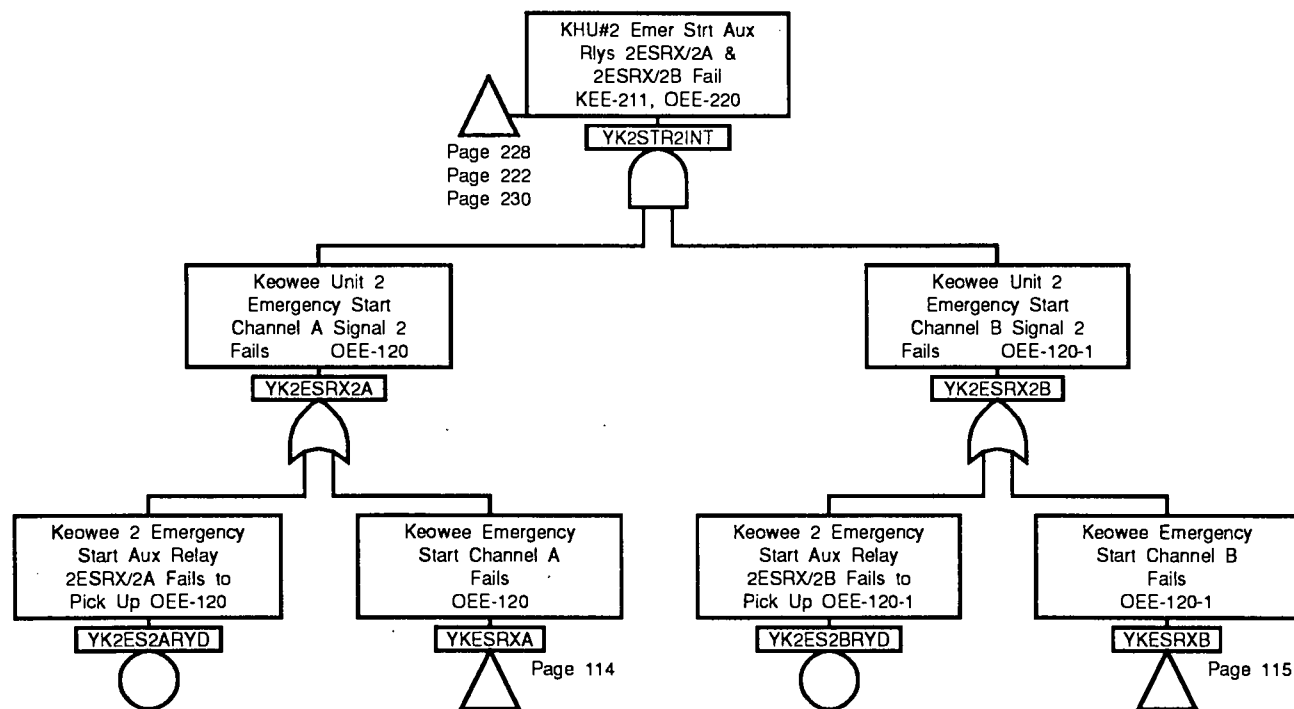 KHU#2 Emer Strt Aux
Rlys 2ESRX/2A &
2ESRX/2B Fail
KEE-211, OEE-220
YK2STR2INT
Page 228
Page 222
Page 230
Keowee Unit 2
Emergency Start
Channel A Signal 2
Fails OEE-120
YK2ESRX2A
Keowee Unit 2
Emergency Start
Channel B Signal 2
Fails OEE-120-1
YK2ESRX2B
Keowee 2 Emergency
Start Aux Relay
2ESRX/2A Fails to
Pick Up OEE-120
YK2ES2ARYD
Keowee Emergency
Start Channel A
Fails
OEE-120
YKESRXA
Page 114
Keowee 2 Emergency
Start Aux Relay
2ESRX/2B Fails to
Pick Up OEE-120-1
YK2ES2BRYD
Keowee Emergency
Start Channel B
Fails
OEE-120-1
YKESRXB
Page 115